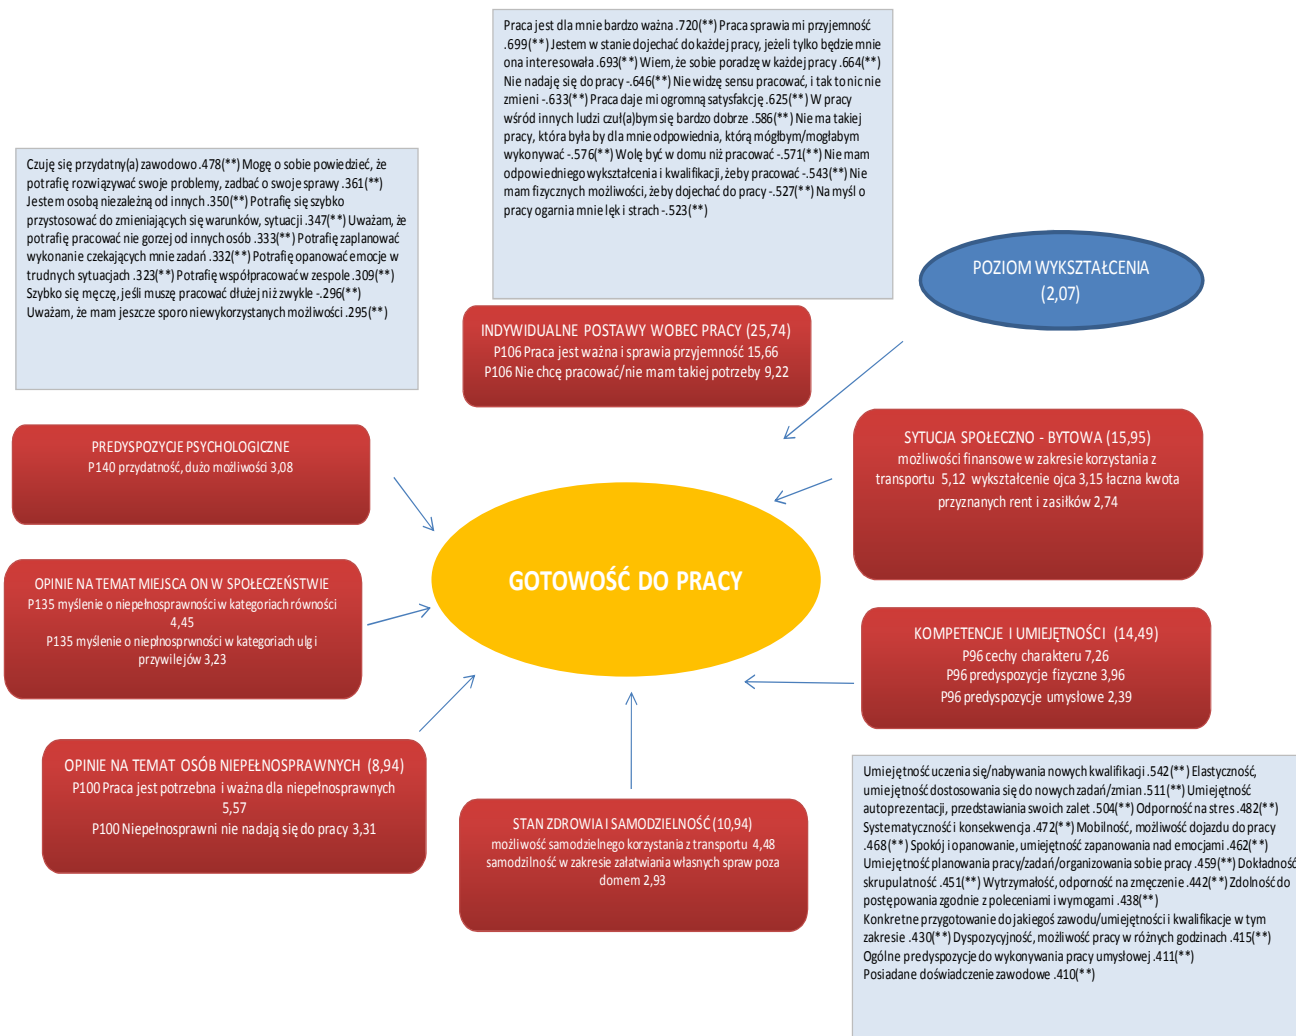 Praca jest dla mnie bardzo ważna .720(**) Praca sprawia mi przyjemność
.699(**) Jestem w stanie dojechać do każdej pracy, jeżeli tylko będzie mnie
ona interesowała .693(**) Wiem, że sobie poradzę w każdej pracy .664(**)
Nie nadaję się do pracy -.646(**) Nie widzę sensu pracować, i tak to nic nie
zmieni -.633(**) Praca daje mi ogromną satysfakcję .625(**) W pracy
wśród innych ludzi czuł(a)bym się bardzo dobrze .586(**) Nie ma takiej
pracy, która była by dla mnie odpowiednia, którą mógłbym/mogłabym
wykonywać -.576(**) Wolę być w domu niż pracować -.571(**) Nie mam
odpowiedniego wykształcenia i kwalifikacji, żeby pracować -.543(**) Nie
mam fizycznych możliwości, żeby dojechać do pracy -.527(**) Na myśl o
pracy ogarnia mnie lęk i strach -.523(**)
Czuję się przydatny(a) zawodowo .478(**) Mogę o sobie powiedzieć, że
potrafię rozwiązywać swoje problemy, zadbać o swoje sprawy .361(**)
Jestem osobą niezależną od innych .350(**) Potrafię się szybko
przystosować do zmieniających się warunków, sytuacji .347(**) Uważam, że
potrafię pracować nie gorzej od innych osób .333(**) Potrafię zaplanować
wykonanie czekających mnie zadań .332(**) Potrafię opanować emocje w
trudnych sytuacjach .323(**) Potrafię współpracować w zespole .309(**)
Szybko się męczę, jeśli muszę pracować dłużej niż zwykle -.296(**)
Uważam, że mam jeszcze sporo niewykorzystanych możliwości .295(**)
POZIOM WYKSZTAŁCENIA
(2,07)
INDYWIDUALNE POSTAWY WOBEC PRACY (25,74)
P106 Praca jest ważna i sprawia przyjemność 15,66
P106 Nie chcę pracować/nie mam takiej potrzeby 9,22
PREDYSPOZYCJE PSYCHOLOGICZNE
P140 przydatność, dużo możliwości 3,08
SYTUCJA SPOŁECZNO - BYTOWA (15,95)
możliwości finansowe w zakresie korzystania z
transportu 5,12 wykształcenie ojca 3,15 łaczna kwota
przyznanych rent i zasiłków 2,74
GOTOWOŚĆ DO PRACY
OPINIE NA TEMAT MIEJSCA ON W SPOŁECZEŃSTWIE
P135 myślenie o niepełnosprawności w kategoriach równości
4,45
P135 myślenie o niepłnosprwności w kategoriach ulg i
przywilejów 3,23
KOMPETENCJE I UMIEJĘTNOŚCI (14,49)
P96 cechy charakteru 7,26
P96 predyspozycje fizyczne 3,96
P96 predyspozycje umysłowe 2,39
OPINIE NA TEMAT OSÓB NIEPEŁNOSPRAWNYCH (8,94)
P100 Praca jest potrzebna i ważna dla niepełnosprawnych
5,57
P100 Niepełnosprawni nie nadają się do pracy 3,31
STAN ZDROWIA I SAMODZIELNOŚĆ (10,94)
możliwość samodzielnego korzystania z transportu 4,48
samodzilność w zakresie załatwiania własnych spraw poza
domem 2,93
Umiejętność uczenia się/nabywania nowych kwalifikacji .542(**) Elastyczność,
umiejętność dostosowania się do nowych zadań/zmian .511(**) Umiejętność
autoprezentacji, przedstawiania swoich zalet .504(**) Odporność na stres .482(**)
Systematyczność i konsekwencja .472(**) Mobilność, możliwość dojazdu do pracy
.468(**) Spokój i opanowanie, umiejętność zapanowania nad emocjami .462(**)
Umiejętność planowania pracy/zadań/organizowania sobie pracy .459(**) Dokładność
skrupulatność .451(**) Wytrzymałość, odporność na zmęczenie .442(**) Zdolność do
postępowania zgodnie z poleceniami i wymogami .438(**)
Konkretne przygotowanie do jakiegoś zawodu/umiejętności i kwalifikacje w tym
zakresie .430(**) Dyspozycyjność, możliwość pracy w różnych godzinach .415(**)
Ogólne predyspozycje do wykonywania pracy umysłowej .411(**)
Posiadane doświadczenie zawodowe .410(**)